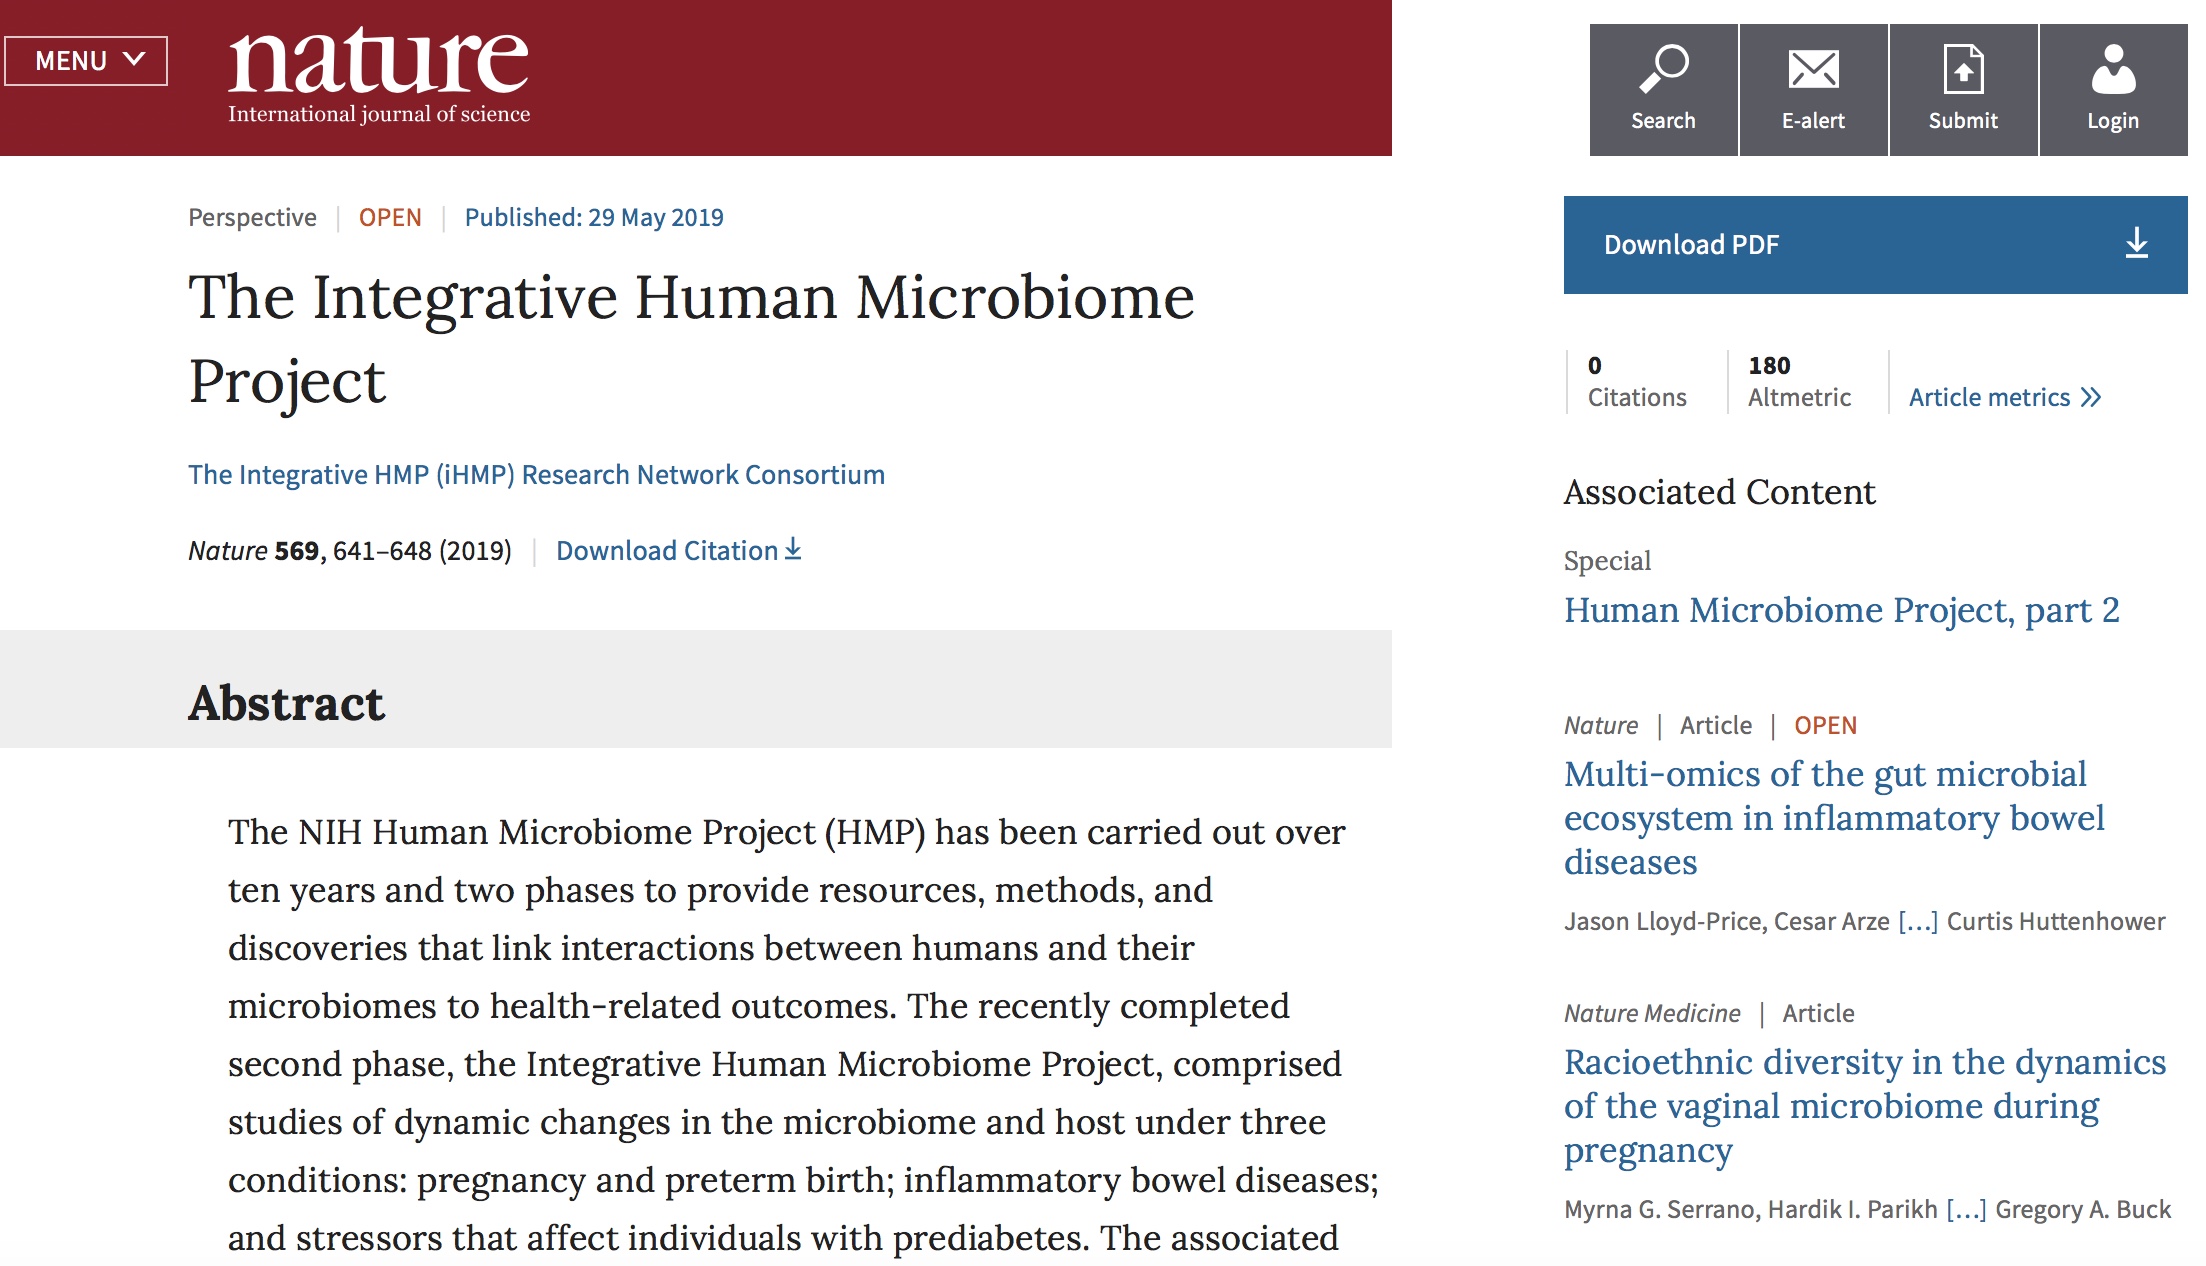 MENU
nature
International journal of science
Search
E-alert
Submit
Login
Perspective | OPEN | Published: 29 May 2019
The Integrative Human Microbiome
Project
The Integrative HMP (iHMP) Research Network Consortium
Nature 569, 641–648 (2019) | Download Citation
Abstract
The NIH Human Microbiome Project (HMP) has been carried out over
ten years and two phases to provide resources, methods, and
discoveries that link interactions between humans and their
microbiomes to health-related outcomes. The recently completed
second phase, the Integrative Human Microbiome Project, comprised
studies of dynamic changes in the microbiome and host under three
conditions: pregnancy and preterm birth; inflammatory bowel diseases;
and stressors that affect individuals with prediabetes. The associated
Download PDF
0
Citations
180
Altmetric
Article metrics
Associated Content
Special
Human Microbiome Project, part 2
Nature | Article | OPEN
Multi-omics of the gut microbial
ecosystem in inflammatory bowel
diseases
Jason Lloyd-Price, Cesar Arze [...] Curtis Huttenhower
Nature Medicine | Article
Racioethnic diversity in the dynamics
of the vaginal microbiome during
pregnancy
Myrna G. Serrano, Hardik I. Parikh [...] Gregory A. Buck